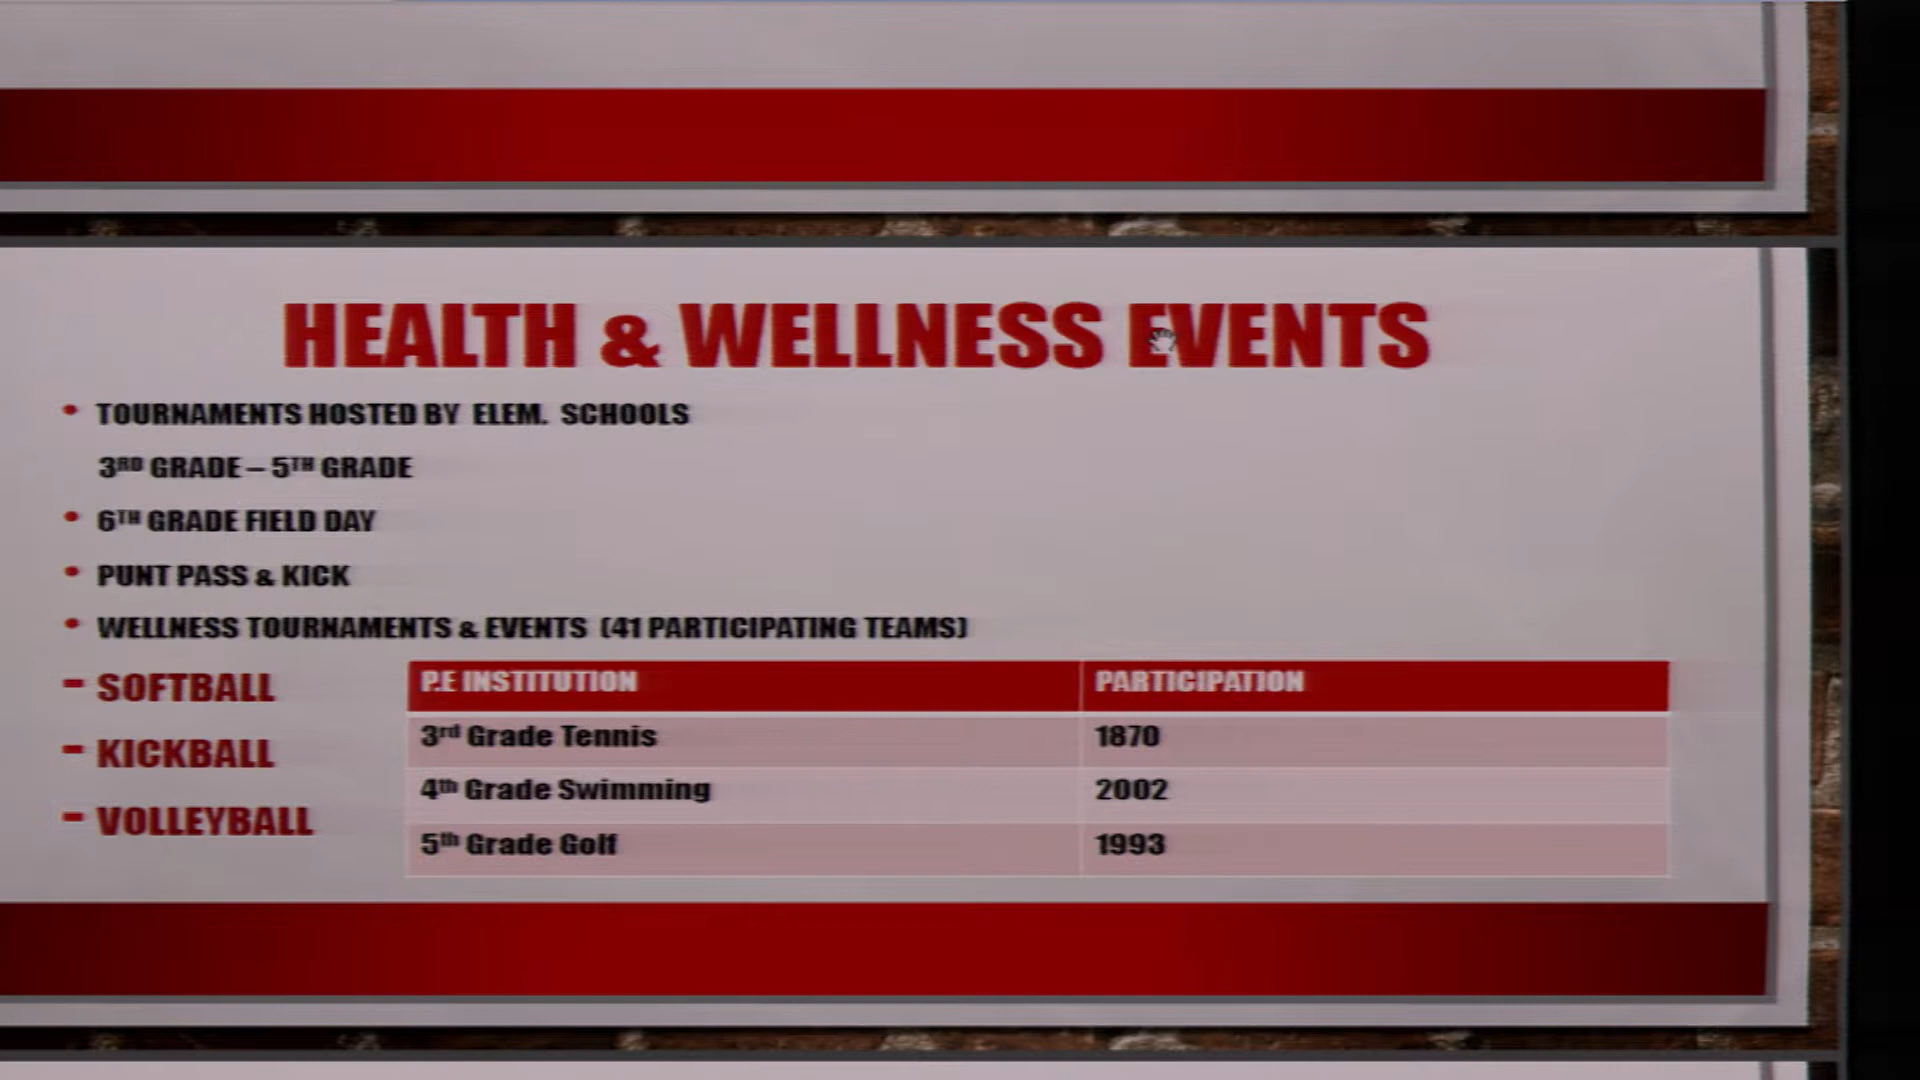 HEALTH & WELLNESS EVENTS
• TOURNAMENTS HOSTED BY ELEM. SCHOOLS
3RD GRADE – 5TH GRADE
• 6TH GRADE FIELD DAY
• PUNT PASS & KICK
• WELLNESS TOURNAMENTS & EVENTS (41 PARTICIPATING TEAMS)
- SOFTBALL
- KICKBALL
- VOLLEYBALL
P.E INSTITUTION PARTICIPATION
3rd Grade Tennis 1870
4th Grade Swimming 2002
5th Grade Golf 1993